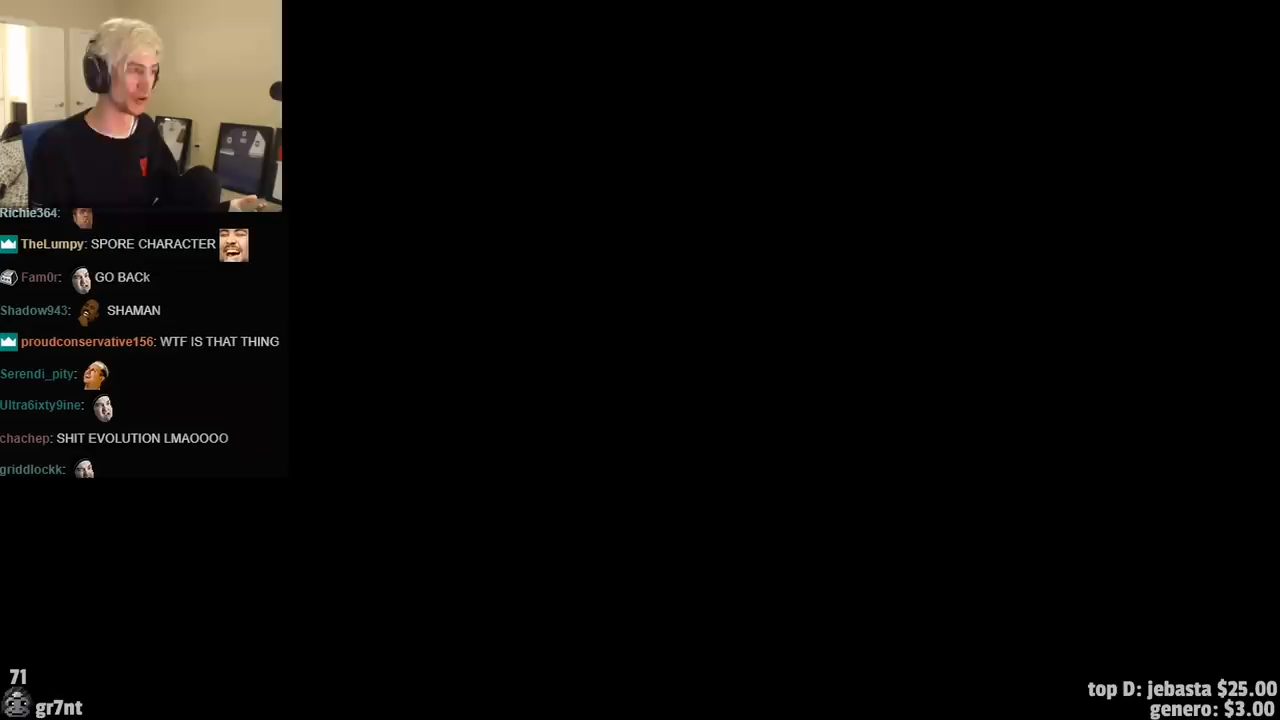 Richie364:
TheLumpy: SPORE CHARACTER
Fam0r: GO BACk
Shadow943: SHAMAN
proudconservative156: WTF IS THAT THING
Serendi_pity:
Ultra6ixty9ine:
chachep: SHIT EVOLUTION LMAOOOO
griddlockk:
71
gr7nt
top D: jebasta $25.00
genero: $3.00